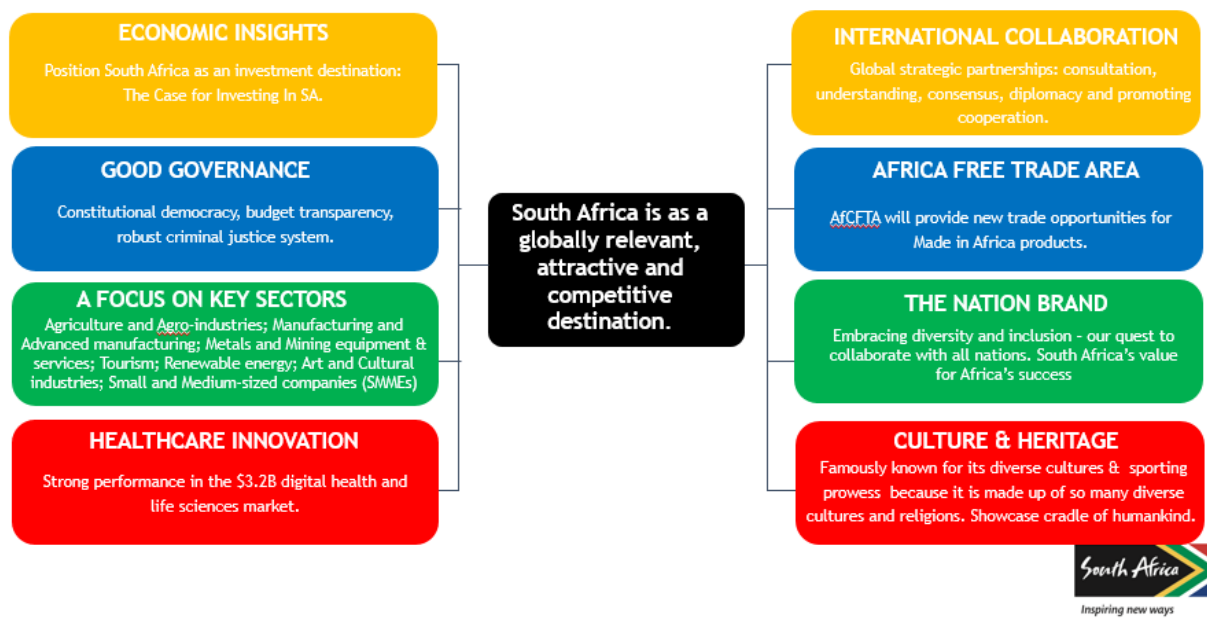 ECONOMIC INSIGHTS
Position South Africa as an investment destination:
The Case for Investing In SA.
GOOD GOVERNANCE
Constitutional democracy, budget transparency,
robust criminal justice system.
A FOCUS ON KEY SECTORS
Agriculture and Agro-industries; Manufacturing and
Advanced manufacturing; Metals and Mining equipment &
services; Tourism; Renewable energy; Art and Cultural
industries; Small and Medium-sized companies (SMMEs)
HEALTHCARE INNOVATION
Strong performance in the $3.2B digital health and
life sciences market.
South Africa is as a
globally relevant,
attractive and
competitive
destination.
INTERNATIONAL COLLABORATION
Global strategic partnerships: consultation,
understanding, consensus, diplomacy and promoting
cooperation.
AFRICA FREE TRADE AREA
AfCFTA will provide new trade opportunities for
Made in Africa products.
THE NATION BRAND
Embracing diversity and inclusion - our quest to
collaborate with all nations. South Africa's value
for Africa's success
CULTURE & HERITAGE
Famously known for its diverse cultures & sporting
prowess because it is made up of so many diverse
cultures and religions. Showcase cradle of humankind.
South Africa
Inspiring new ways